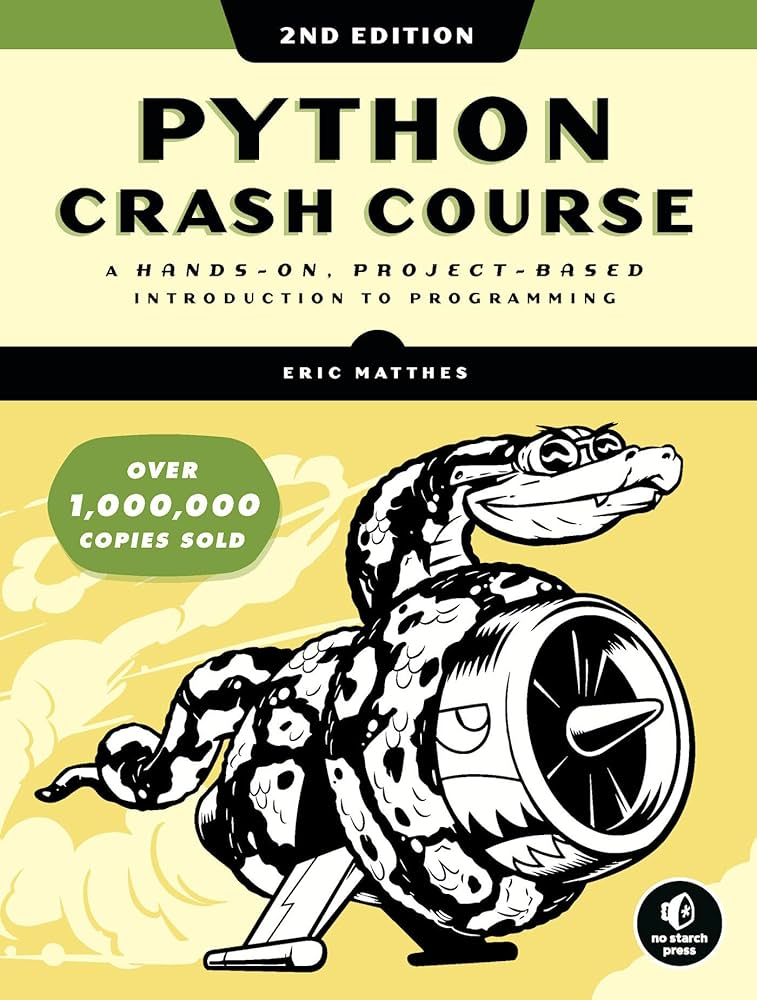 2ND EDITION
PYTHON
CRASH COURSE
A HANDS-ON, PROJECT-BASED
INTRODUCTION TO PROGRAMMING
ERIC MATTHES
OVER
1,000,000
COPIES SOLD
no starch
press